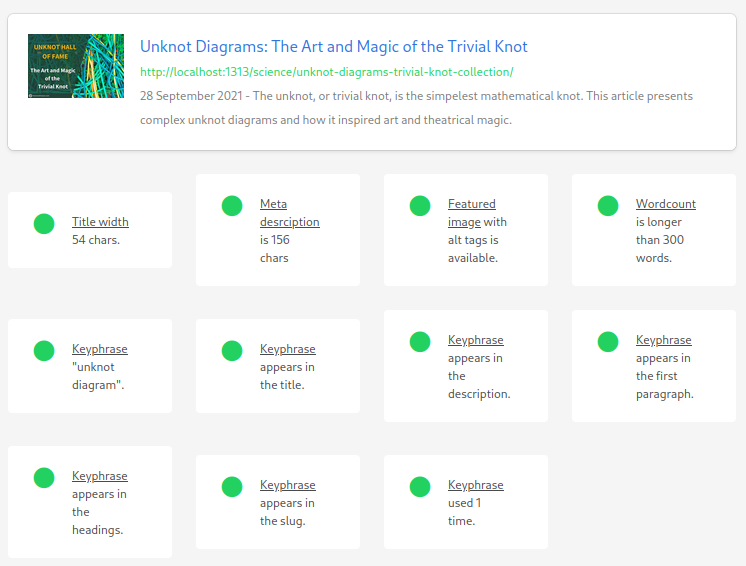 UNKNOT HALL
OF FAME
The Art and Magic
of the
Trivial Knot
Unknot Diagrams: The Art and Magic of the Trivial Knot
http://localhost:1313/science/unknot-diagrams-trivial-knot-collection/
28 September 2021 - The unknot, or trivial knot, is the simpelest mathematical knot. This article presents
complex unknot diagrams and how it inspired art and theatrical magic.
Title width
54 chars.
Meta
desrciption
is 156
chars
Featured
image with
alt tags is
available.
Wordcount
is longer
than 300
words.
Keyphrase
"unknot
diagram".
Keyphrase
appears in
the title.
Keyphrase
appears in
the
description.
Keyphrase
appears in
the first
paragraph.
Keyphrase
appears in
the
headings.
Keyphrase
appears in
the slug.
Keyphrase
used 1
time.